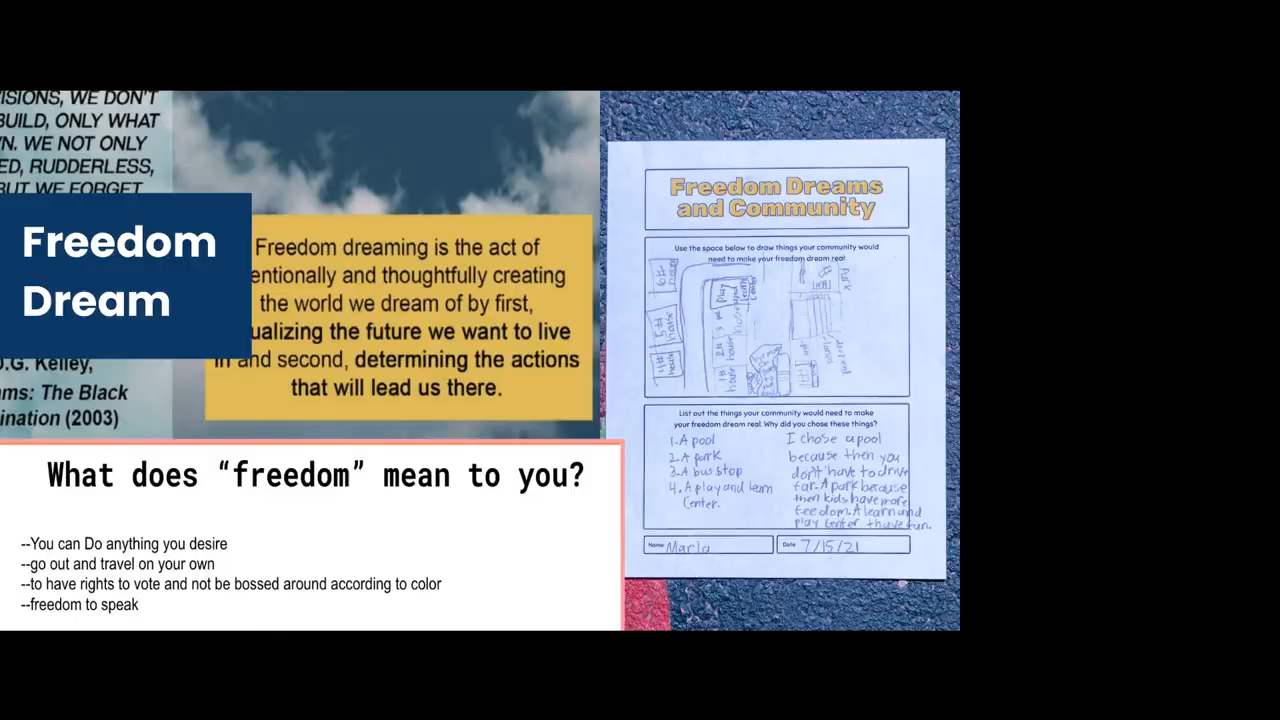 ISIONS, WE DON'T
BUILD, ONLY WHAT
N. WE NOT ONLY
ED, RUDDERLESS,
BUT WE FORGET
Freedom
Dream
.G. Kelley,
ms: The Black
ination (2003)
Freedom dreaming is the act of
entionally and thoughtfully creating
the world we dream of by first,
ualizing the future we want to live
in and second, determining the actions
that will lead us there.
What does “freedom” mean to you?
--You can Do anything you desire
--go out and travel on your own
--to have rights to vote and not be bossed around according to color
--freedom to speak
Freedom Dreams
and Community
Use the space below to draw things your community would
need to make your freedom dream real
Park
play and
learn
center
house
house
house
List out the things your community would need to make
your freedom dream real. Why did you chose these things?
1. A pool
2. A park
3. A bus stop
4. A play and learn
Center.
I chose a pool
because then you
don't have to drive
far. A park because
then kids have more
freedom. A learn and
play center t have fun.
Name Marla
Date 7/15/21